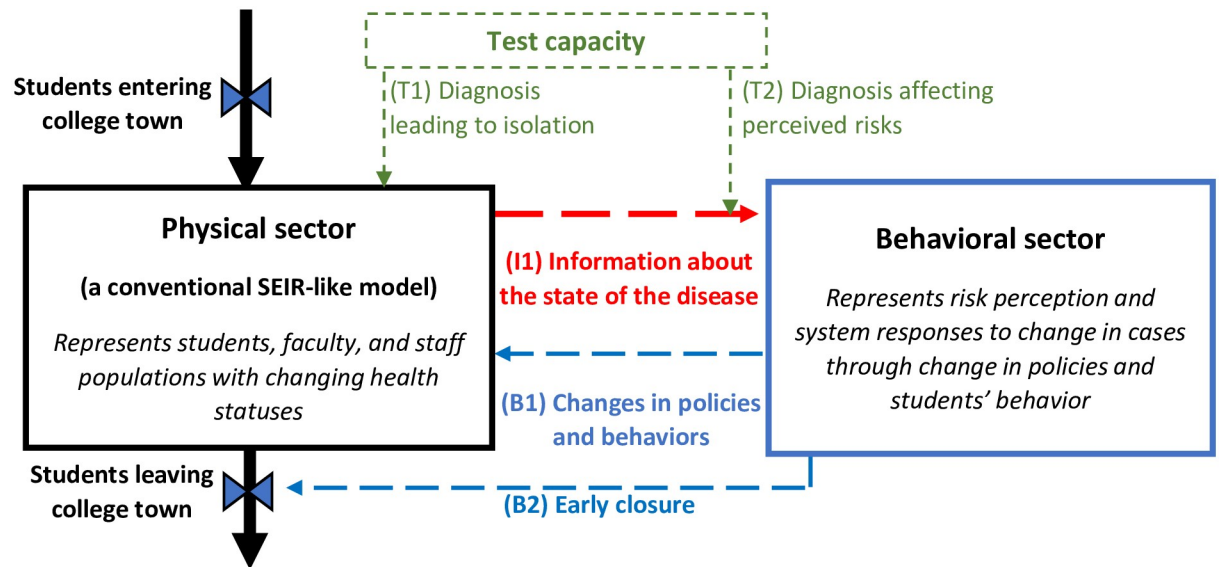 Test capacity
Students entering
college town
(T1) Diagnosis
leading to isolation
(T2) Diagnosis affecting
perceived risks
Physical sector
(a conventional SEIR-like model)
Represents students, faculty, and staff
populations with changing health
statuses
(I1) Information about
the state of the disease
(B1) Changes in policies
and behaviors
Behavioral sector
Represents risk perception and
system responses to change in cases
through change in policies and
students’ behavior
Students leaving
college town
(B2) Early closure